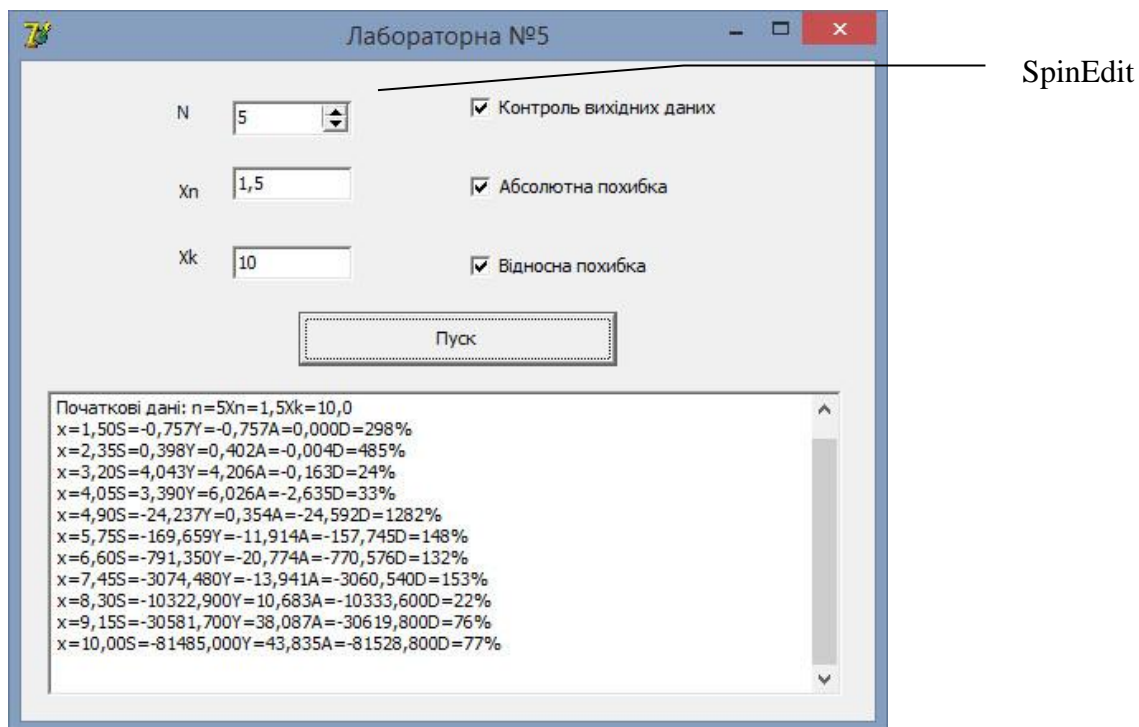 Лабораторна №5
SpinEdit
N 5 Контроль вихідних даних
Xn 1,5 Абсолютна похибка
Xk 10 Відносна похибка
Пуск
Початкові дані: n=5Xn=1,5Xk=10,0
x=1,50S=-0,757Y=-0,757A=0,000D=298%
x=2,35S=0,398Y=0,402A=-0,004D=485%
x=3,20S=4,043Y=4,206A=-0,163D=24%
x=4,05S=3,390Y=6,026A=-2,635D=33%
x=4,90S=-24,237Y=0,354A=-24,592D=1282%
x=5,75S=-169,659Y=-11,914A=-157,745D=148%
x=6,60S=-791,350Y=-20,774A=-770,576D=132%
x=7,45S=-3074,480Y=-13,941A=-3060,540D=153%
x=8,30S=-10322,900Y=10,683A=-10333,600D=22%
x=9,15S=-30581,700Y=38,087A=-30619,800D=76%
x=10,00S=-81485,000Y=43,835A=-81528,800D=77%